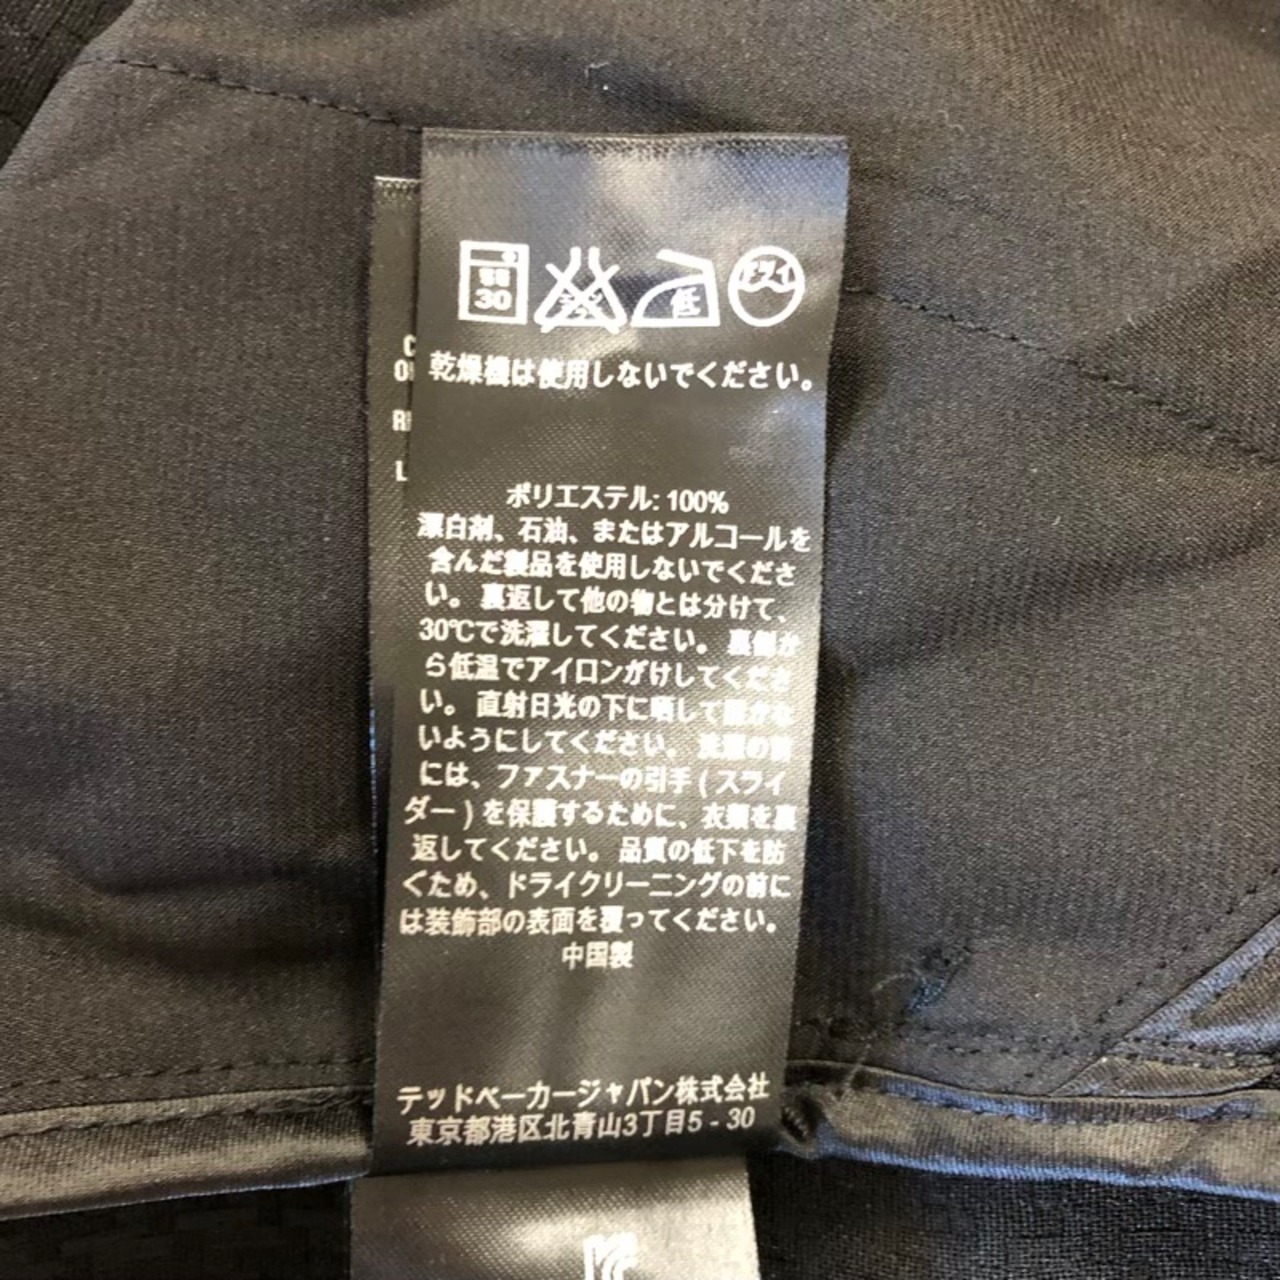 30
低
ドライ
乾燥機は使用しないでください。
ポリエステル: 100%
漂白剤、石油、またはアルコールを
含んだ製品を使用しないでくださ
い。 裏返して他の物とは分けて、
30℃で洗濯してください。 裏側か
ら低温でアイロンがけしてくださ
い。 直射日光の下に晒して
いようにしてください。 洗濯の前
には、ファスナーの引手 ( スライ
ダー ) を保護するために、衣類を裏
返してください。 品質の低下を防
ぐため、ドライクリーニングの前に
は装飾部の表面を覆ってください。
中国製
テッドベーカージャパン株式会社
東京都港区北青山3丁目5 - 30